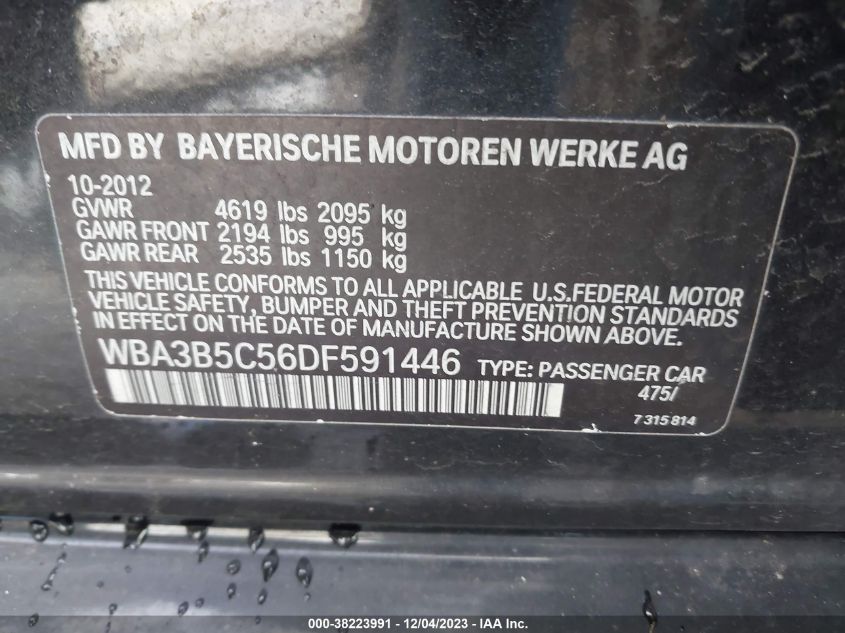 MFD BY BAYERISCHE MOTOREN WERKE AG
10-2012
GVWR 4619 lbs 2095 kg
GAWR FRONT 2194 lbs 995 kg
GAWR REAR 2535 lbs 1150 kg
THIS VEHICLE CONFORMS TO ALL APPLICABLE U.S.FEDERAL MOTOR
VEHICLE SAFETY, BUMPER AND THEFT PREVENTION STANDARDS
IN EFFECT ON THE DATE OF MANUFACTURE SHOWN ABOVE.
WBA3B5C56DF591446 TYPE: PASSENGER CAR
475/
7315814
000-38223991 / 12/04/2023 - IAA Inc.